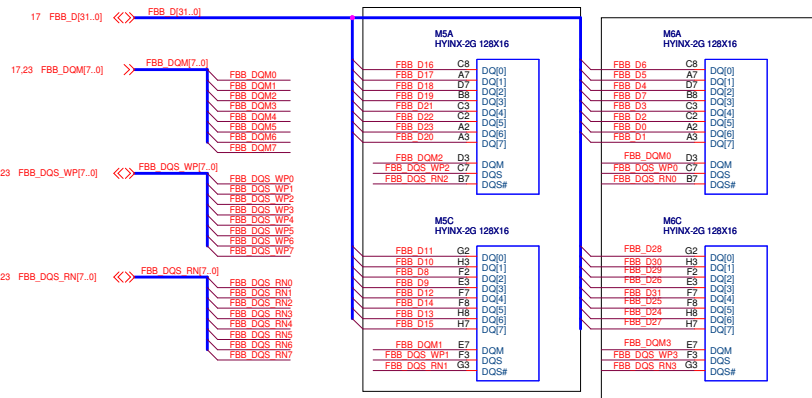 17 FBB_D[31..0] FBB_D[31..0]
17,23 FBB_DQM[7..0] FBB_DQM[7..0]
FBB_DQM0
FBB_DQM1
FBB_DQM2
FBB_DQM3
FBB_DQM4
FBB_DQM5
FBB_DQM6
FBB_DQM7
23 FBB_DQS_WP[7..0] FBB_DQS_WP[7..0]
FBB_DQS_WP0
FBB_DQS_WP1
FBB_DQS_WP2
FBB_DQS_WP3
FBB_DQS_WP4
FBB_DQS_WP5
FBB_DQS_WP6
FBB_DQS_WP7
23 FBB_DQS_RN[7..0] FBB_DQS_RN[7..0]
FBB_DQS_RN0
FBB_DQS_RN1
FBB_DQS_RN2
FBB_DQS_RN3
FBB_DQS_RN4
FBB_DQS_RN5
FBB_DQS_RN6
FBB_DQS_RN7
M5A
HYINX-2G 128X16
FBB_D16 C8 DQ[0]
FBB_D17 A7 DQ[1]
FBB_D18 D7 DQ[2]
FBB_D19 B8 DQ[3]
FBB_D21 C3 DQ[4]
FBB_D22 C2 DQ[5]
FBB_D23 A2 DQ[6]
FBB_D20 A3 DQ[7]
FBB_DQM2 D3 DQM
FBB_DQS_WP2 C7 DQS
FBB_DQS_RN2 B7 DQS#
M5C
HYINX-2G 128X16
FBB_D11 G2 DQ[0]
FBB_D10 H3 DQ[1]
FBB_D8 F2 DQ[2]
FBB_D9 E3 DQ[3]
FBB_D12 F7 DQ[4]
FBB_D14 F8 DQ[5]
FBB_D13 H8 DQ[6]
FBB_D15 H7 DQ[7]
FBB_DQM1 E7 DQM
FBB_DQS_WP1 F3 DQS
FBB_DQS_RN1 G3 DQS#
M6A
HYINX-2G 128X16
FBB_D6 C8 DQ[0]
FBB_D5 A7 DQ[1]
FBB_D4 D7 DQ[2]
FBB_D7 B8 DQ[3]
FBB_D3 C3 DQ[4]
FBB_D2 C2 DQ[5]
FBB_D0 A2 DQ[6]
FBB_D1 A3 DQ[7]
FBB_DQM0 D3 DQM
FBB_DQS_WP0 C7 DQS
FBB_DQS_RN0 B7 DQS#
M6C
HYINX-2G 128X16
FBB_D28 G2 DQ[0]
FBB_D30 H3 DQ[1]
FBB_D29 F2 DQ[2]
FBB_D26 E3 DQ[3]
FBB_D31 F7 DQ[4]
FBB_D25 F8 DQ[5]
FBB_D24 H8 DQ[6]
FBB_D27 H7 DQ[7]
FBB_DQM3 E7 DQM
FBB_DQS_WP3 F3 DQS
FBB_DQS_RN3 G3 DQS#